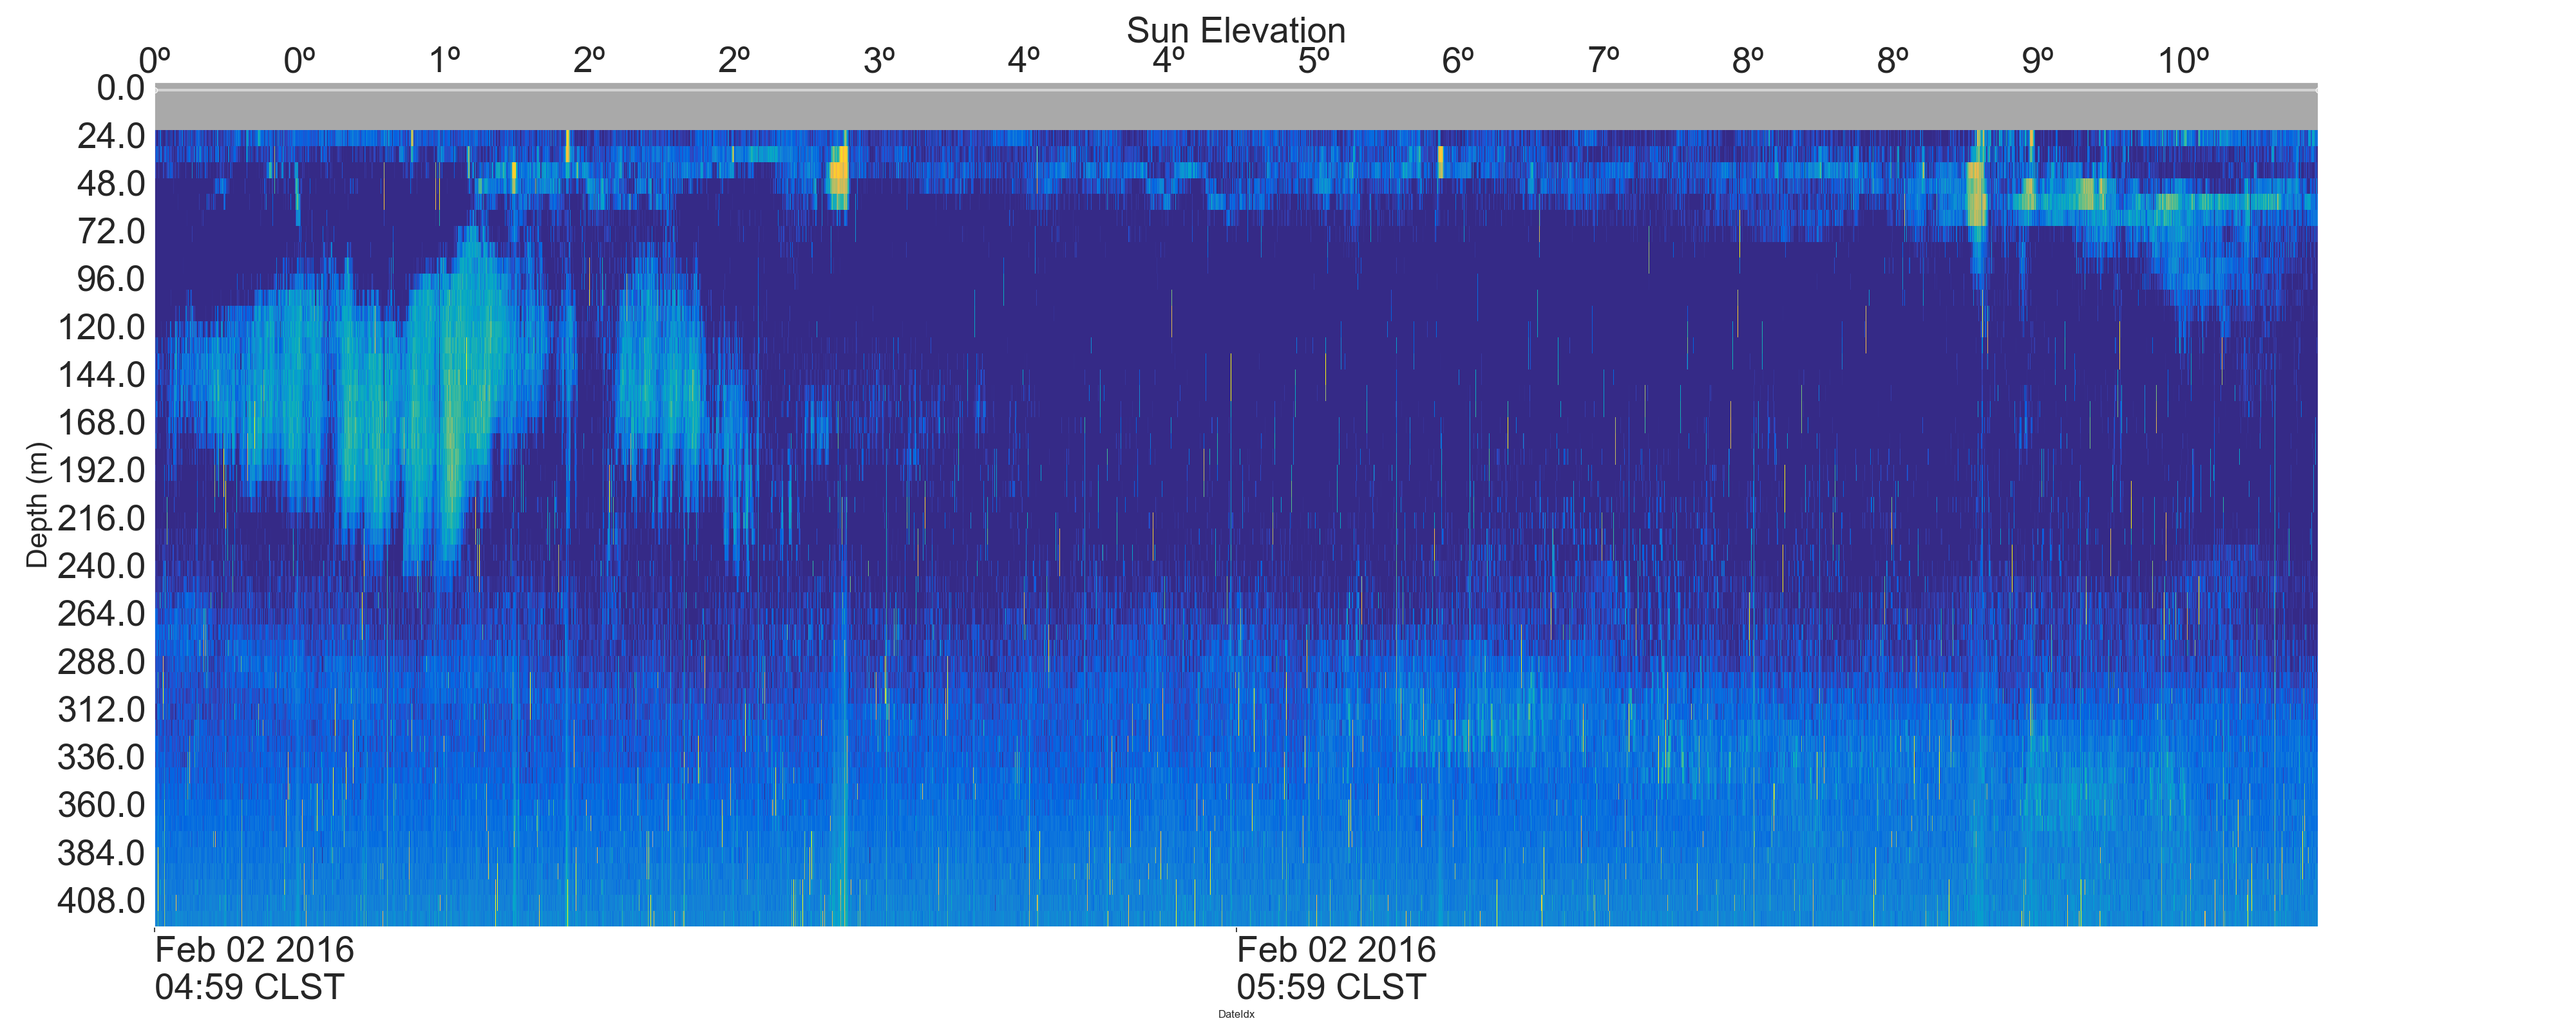 Sun Elevation
0º 0º 1º 2º 2º 3º 4º 4º 5º 6º 7º 8º 8º 9º 10º
0.0
24.0
48.0
72.0
96.0
120.0
144.0
168.0
192.0
216.0
240.0
264.0
288.0
312.0
336.0
360.0
384.0
408.0
Depth (m)
Feb 02 2016
04:59 CLST
Feb 02 2016
05:59 CLST
DateIdx